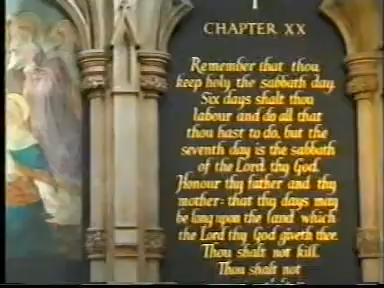 CHAPTER XX
Remember that thou
keep holy the sabbath day.
Six days shalt thou
labour and do all that
thou hast to do, but the
seventh day is the sabbath
of the Lord thy God.
Honour thy father and thy
mother: that thy days may
be long upon the land which
the Lord thy God giveth thee.
Thou shalt not kill.
Thou shalt not